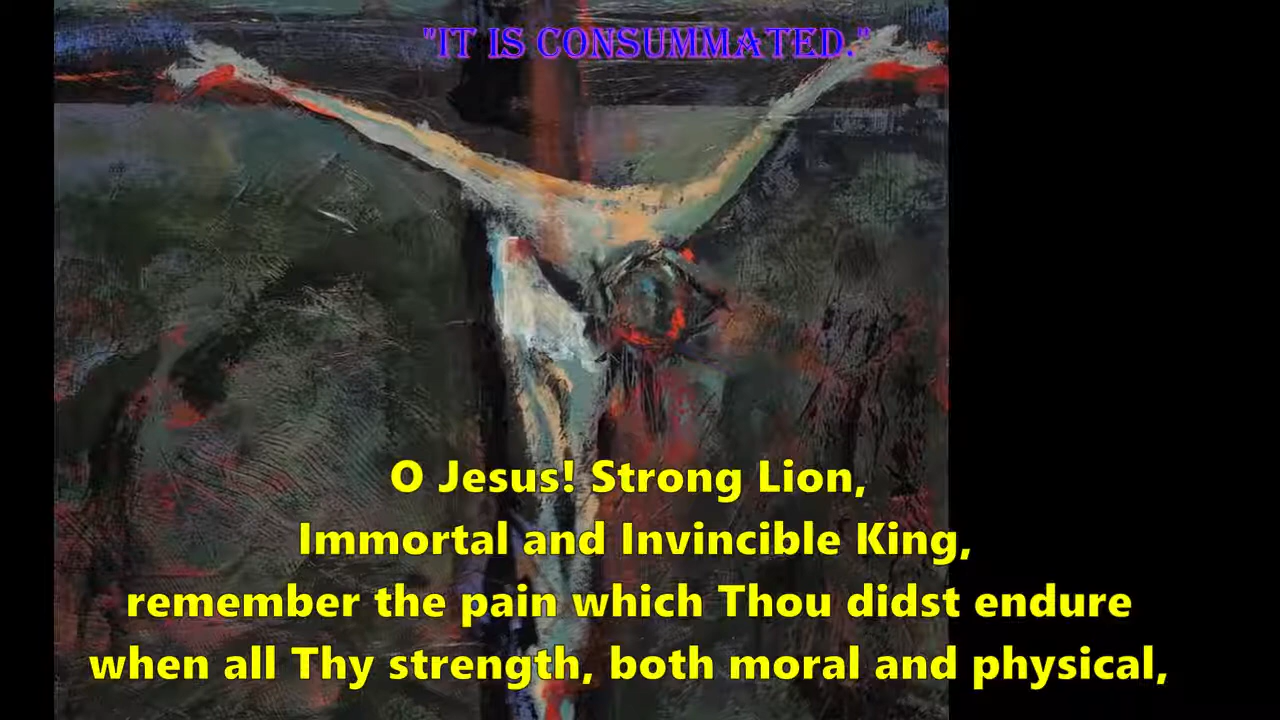 "IT IS CONSUMMATED."
O Jesus! Strong Lion,
Immortal and Invincible King,
remember the pain which Thou didst endure
when all Thy strength, both moral and physical,